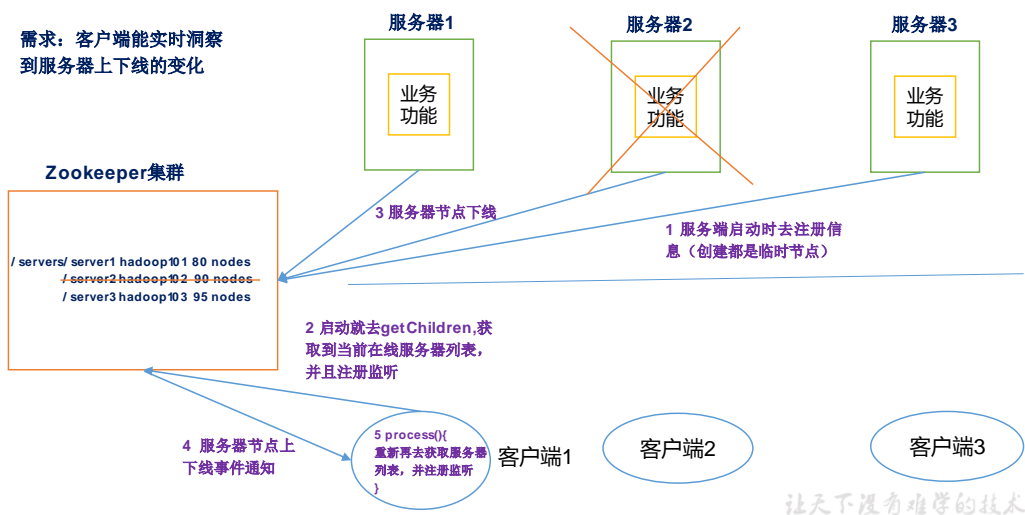 需求：客户端能实时洞察
到服务器上下线的变化
服务器1
服务器2
服务器3
业务
功能
业务
功能
业务
功能
Zookeeper集群
3 服务器节点下线
1 服务端启动时去注册信
息（创建都是临时节点）
/ servers/ server1 hadoop101 80 nodes
/ server2 hadoop102 90 nodes
/ server3 hadoop103 95 nodes
2 启动就去getChildren,获
取到当前在线服务器列表，
并且注册监听
4 服务器节点上
下线事件通知
5 process(){
重新再去获取服务器
列表，并注册监听
}
客户端1
客户端2
客户端3
让天下没有难学的技术